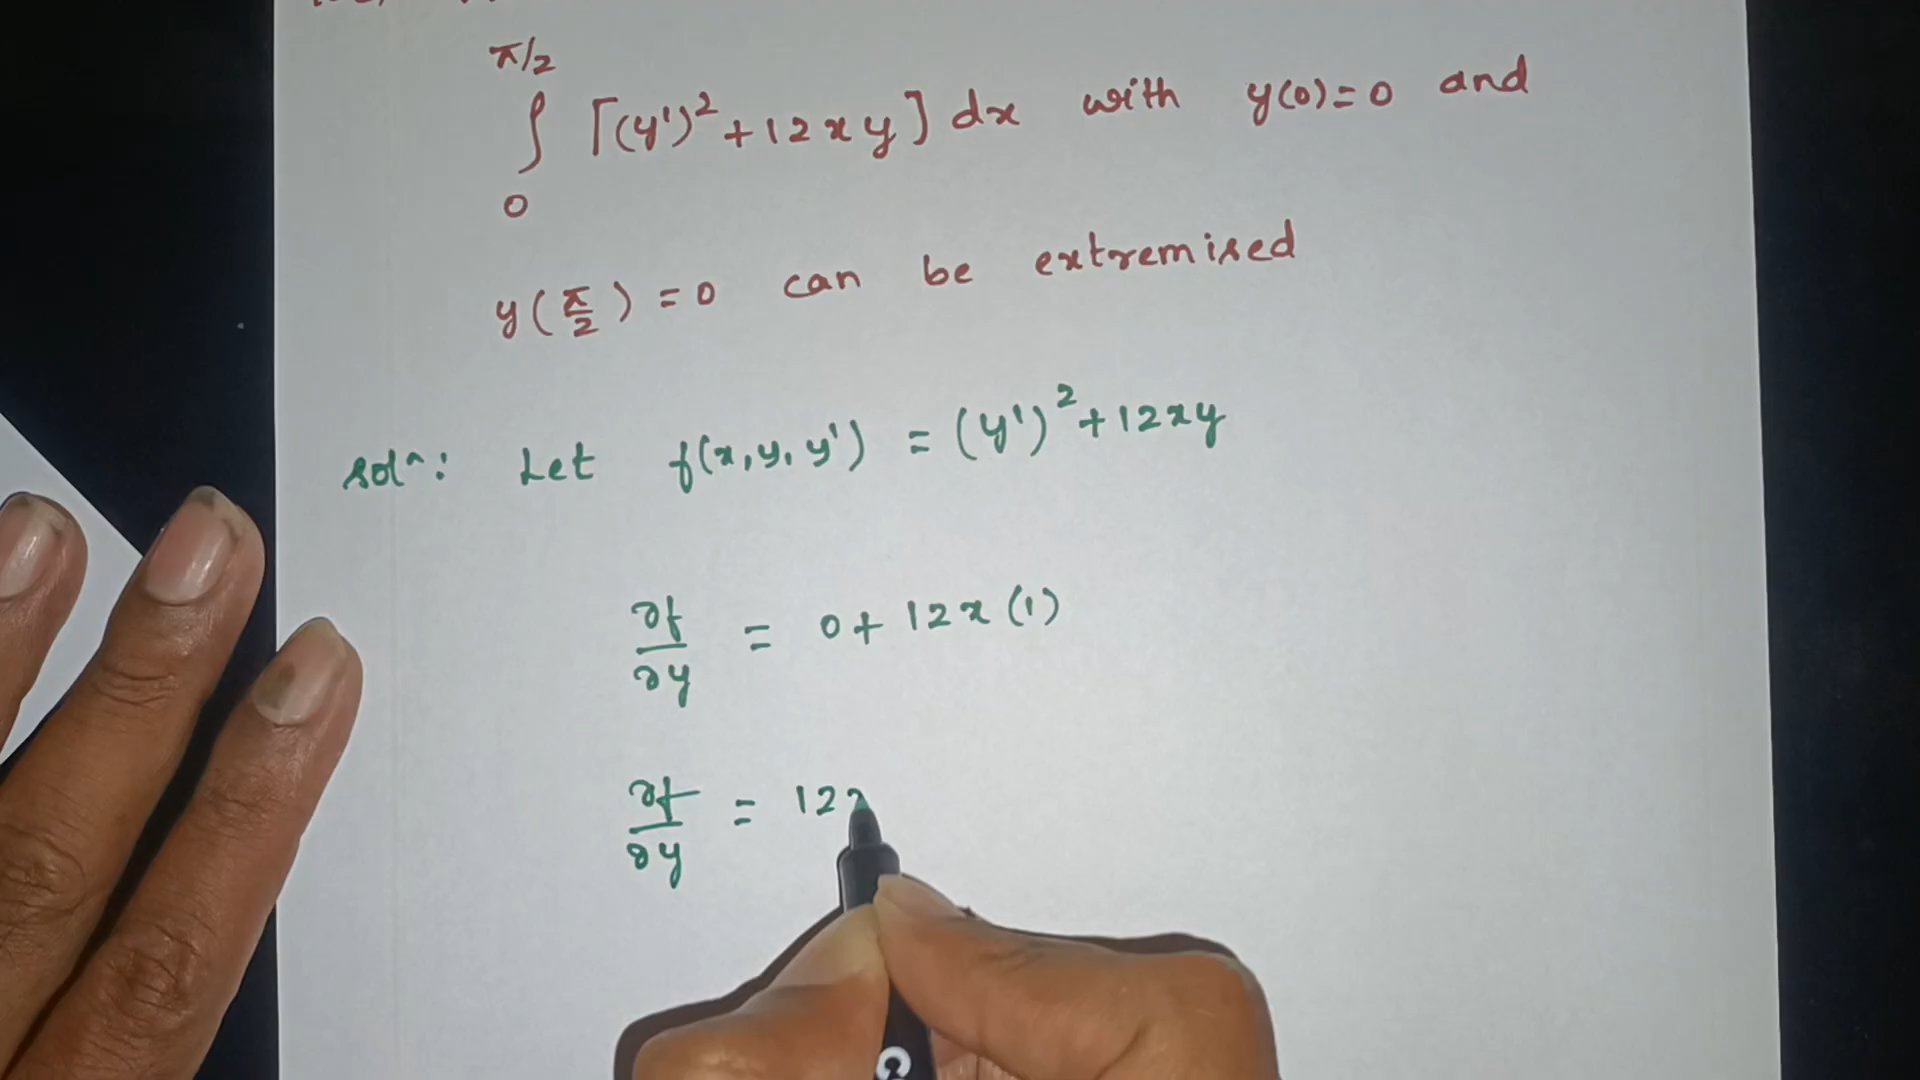 π/2
∫ [(y')² + 12xy] dx with y(0) = 0 and
0
y(π/2) = 0 can be extremised
solⁿ: Let f(x, y, y') = (y')² + 12xy
∂f/∂y = 0 + 12x(1)
∂f/∂y = 12x